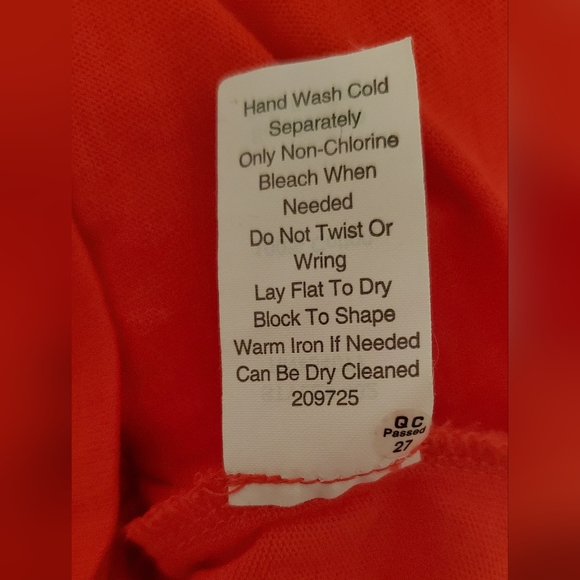 Hand Wash Cold
Separately
Only Non-Chlorine
Bleach When
Needed
Do Not Twist Or
Wring
Lay Flat To Dry
Block To Shape
Warm Iron If Needed
Can Be Dry Cleaned
209725
QC
Passed
27